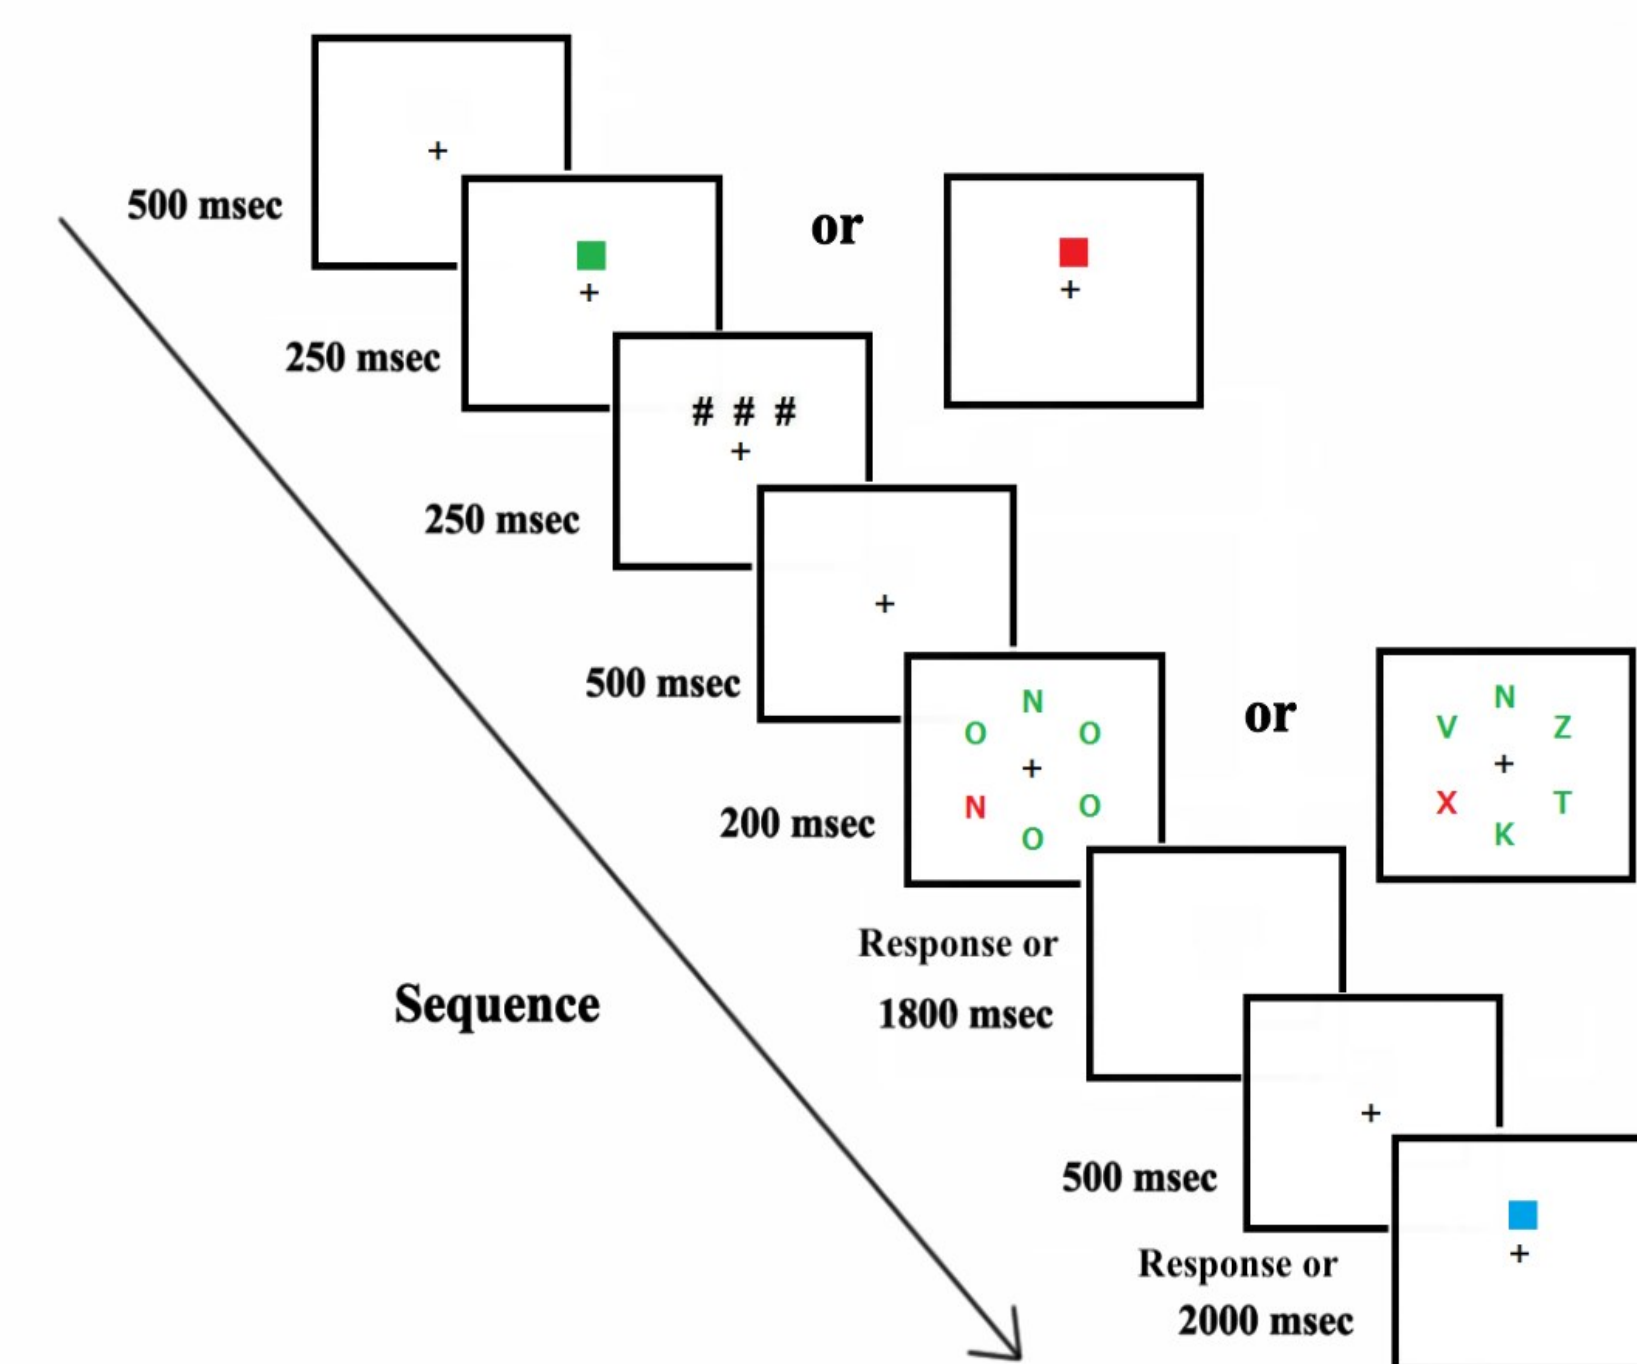 +
500 msec
or
+
+
250 msec
# # #
+
250 msec
+
500 msec
or
N
O O
+
N O
O
N
V Z
+
X T
K
200 msec
Response or
1800 msec
Sequence
+
500 msec
+
Response or
2000 msec